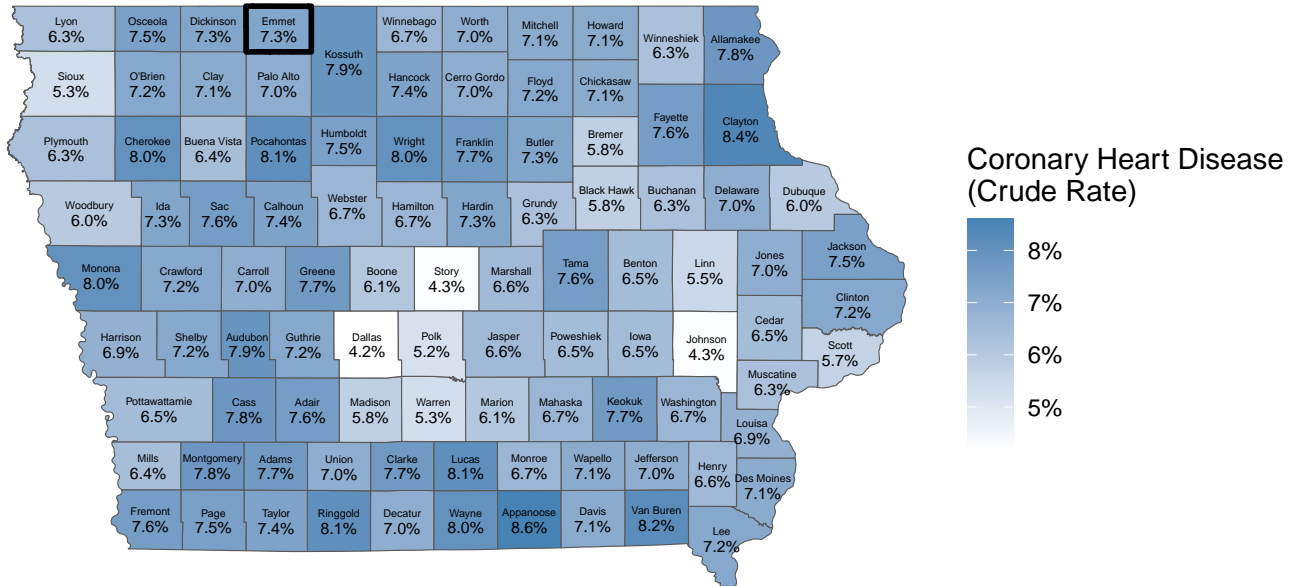 Lyon
6.3%
Osceola
7.5%
Dickinson
7.3%
Emmet
7.3%
Kossuth
7.9%
Winnebago
6.7%
Worth
7.0%
Mitchell
7.1%
Howard
7.1%
Winneshiek
6.3%
Allamakee
7.8%
Sioux
5.3%
O'Brien
7.2%
Clay
7.1%
Palo Alto
7.0%
Hancock
7.4%
Cerro Gordo
7.0%
Floyd
7.2%
Chickasaw
7.1%
Fayette
7.6%
Clayton
8.4%
Plymouth
6.3%
Cherokee
8.0%
Buena Vista
6.4%
Pocahontas
8.1%
Humboldt
7.5%
Wright
8.0%
Franklin
7.7%
Butler
7.3%
Bremer
5.8%
Woodbury
6.0%
Ida
7.3%
Sac
7.6%
Calhoun
7.4%
Webster
6.7%
Hamilton
6.7%
Hardin
7.3%
Grundy
6.3%
Black Hawk
5.8%
Buchanan
6.3%
Delaware
7.0%
Dubuque
6.0%
Monona
8.0%
Crawford
7.2%
Carroll
7.0%
Greene
7.7%
Boone
6.1%
Story
4.3%
Marshall
6.6%
Tama
7.6%
Benton
6.5%
Linn
5.5%
Jones
7.0%
Jackson
7.5%
Clinton
7.2%
Harrison
6.9%
Shelby
7.2%
Audubon
7.9%
Guthrie
7.2%
Dallas
4.2%
Polk
5.2%
Jasper
6.6%
Poweshiek
6.5%
Iowa
6.5%
Johnson
4.3%
Cedar
6.5%
Scott
5.7%
Muscatine
6.3%
Pottawattamie
6.5%
Cass
7.8%
Adair
7.6%
Madison
5.8%
Warren
5.3%
Marion
6.1%
Mahaska
6.7%
Keokuk
7.7%
Washington
6.7%
Louisa
6.9%
Mills
6.4%
Montgomery
7.8%
Adams
7.7%
Union
7.0%
Clarke
7.7%
Lucas
8.1%
Monroe
6.7%
Wapello
7.1%
Jefferson
7.0%
Henry
6.6%
Des Moines
7.1%
Fremont
7.6%
Page
7.5%
Taylor
7.4%
Ringgold
8.1%
Decatur
7.0%
Wayne
8.0%
Appanoose
8.6%
Davis
7.1%
Van Buren
8.2%
Lee
7.2%
Coronary Heart Disease
(Crude Rate)
8%
7%
6%
5%